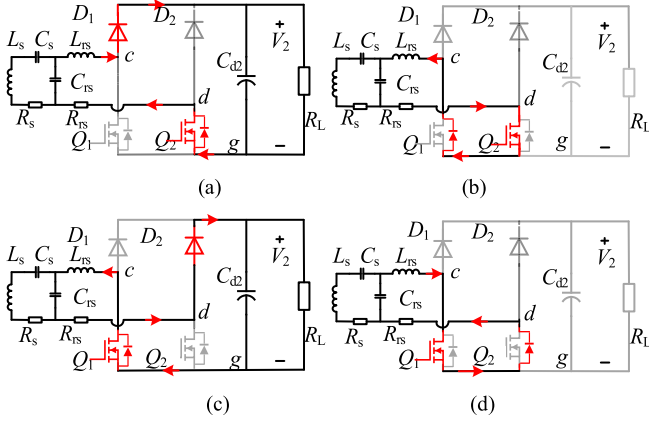 D1 D2 + Ls Cs Lrs c Cd2 V2 Crs d Rs Rrs Q1 Q2 g − RL
(a)
D1 D2 + Ls Cs Lrs c Cd2 V2 Crs d Rs Rrs Q1 Q2 g − RL
(b)
D1 D2 + Ls Cs Lrs c Cd2 V2 Crs d Rs Rrs Q1 Q2 g − RL
(c)
D1 D2 + Ls Cs Lrs c Cd2 V2 Crs d Rs Rrs Q1 Q2 g − RL
(d)